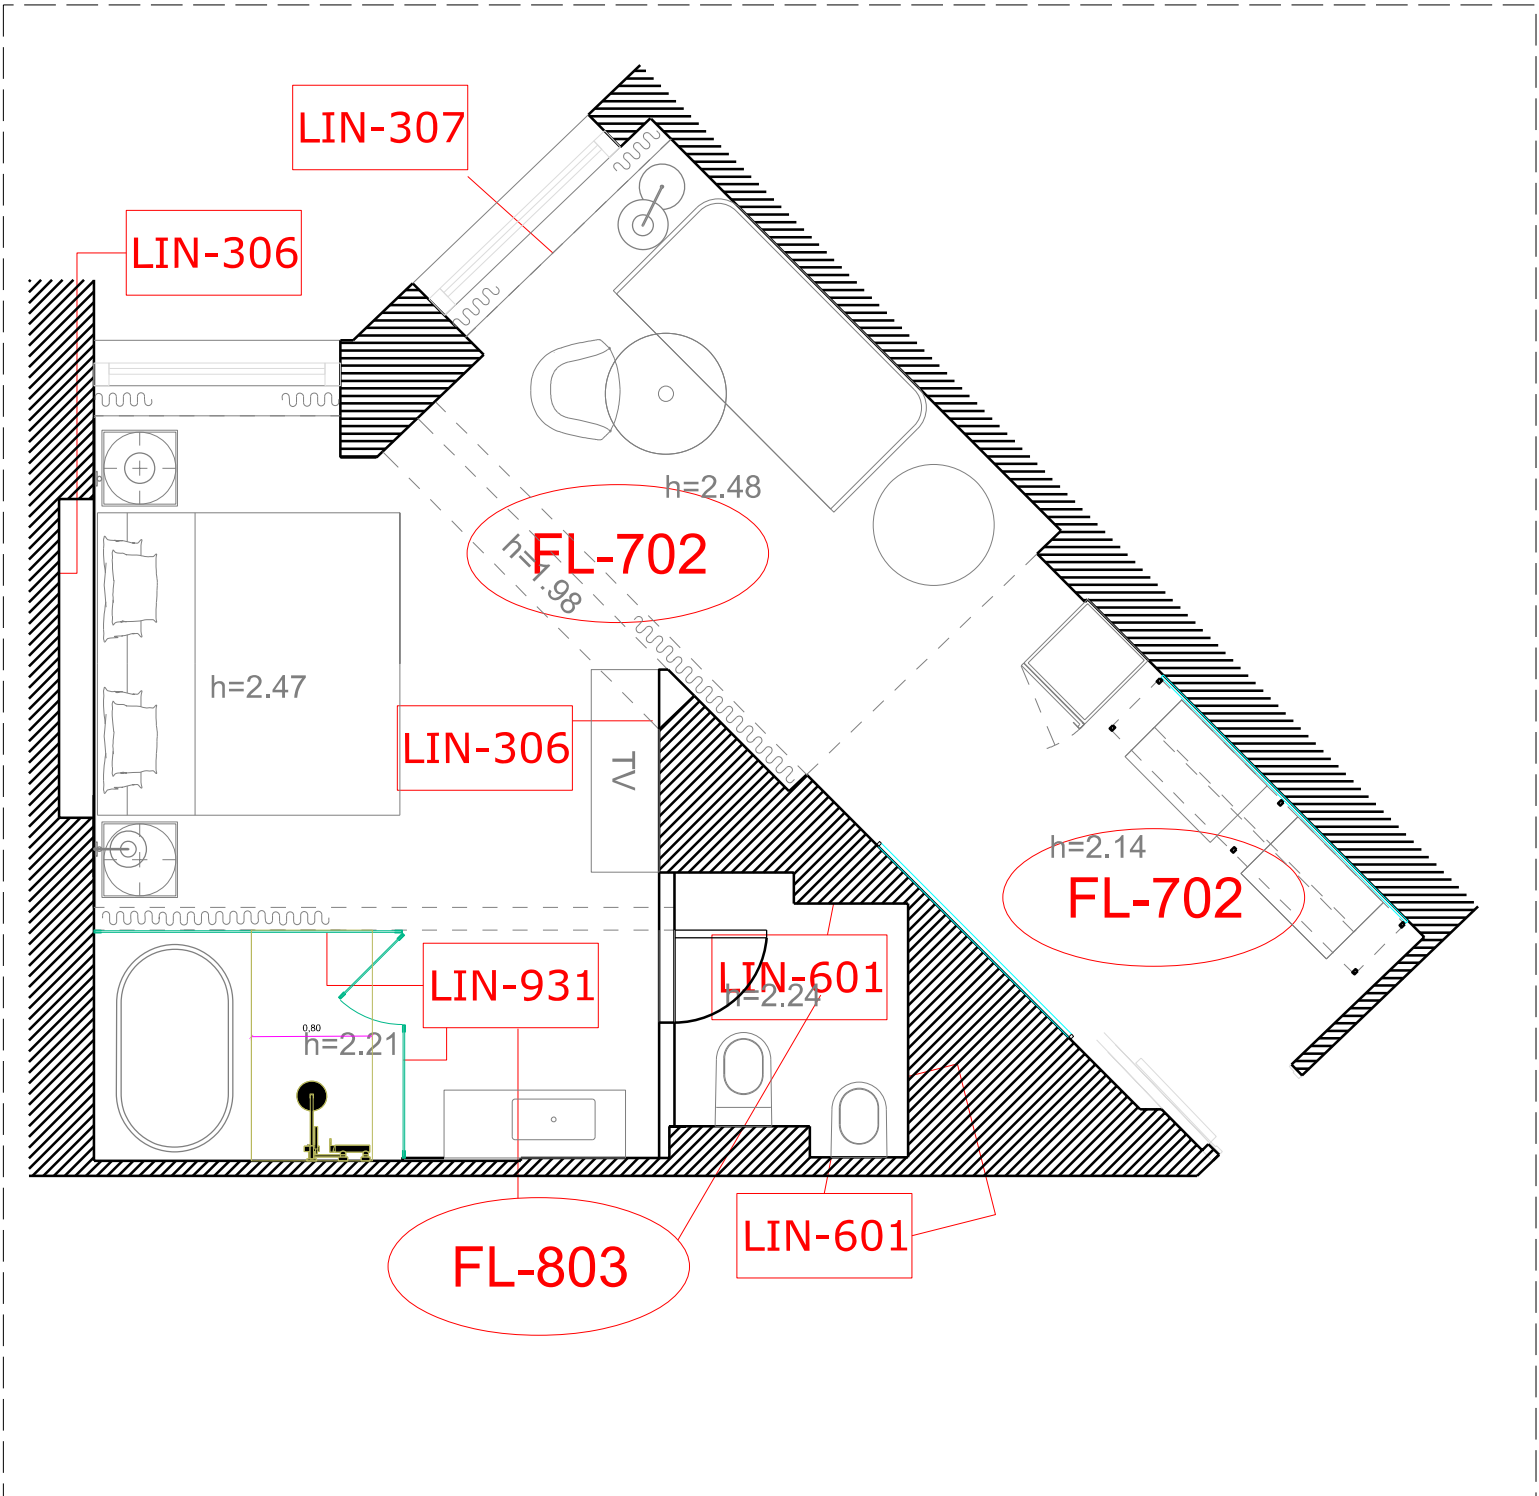 LIN-307
LIN-306
h=2.48
FL-702
h=1.98
h=2.47
LIN-306
TV
h=2.14
FL-702
LIN-931
LIN-601
h=2.24
0,80
h=2.21
LIN-601
FL-803